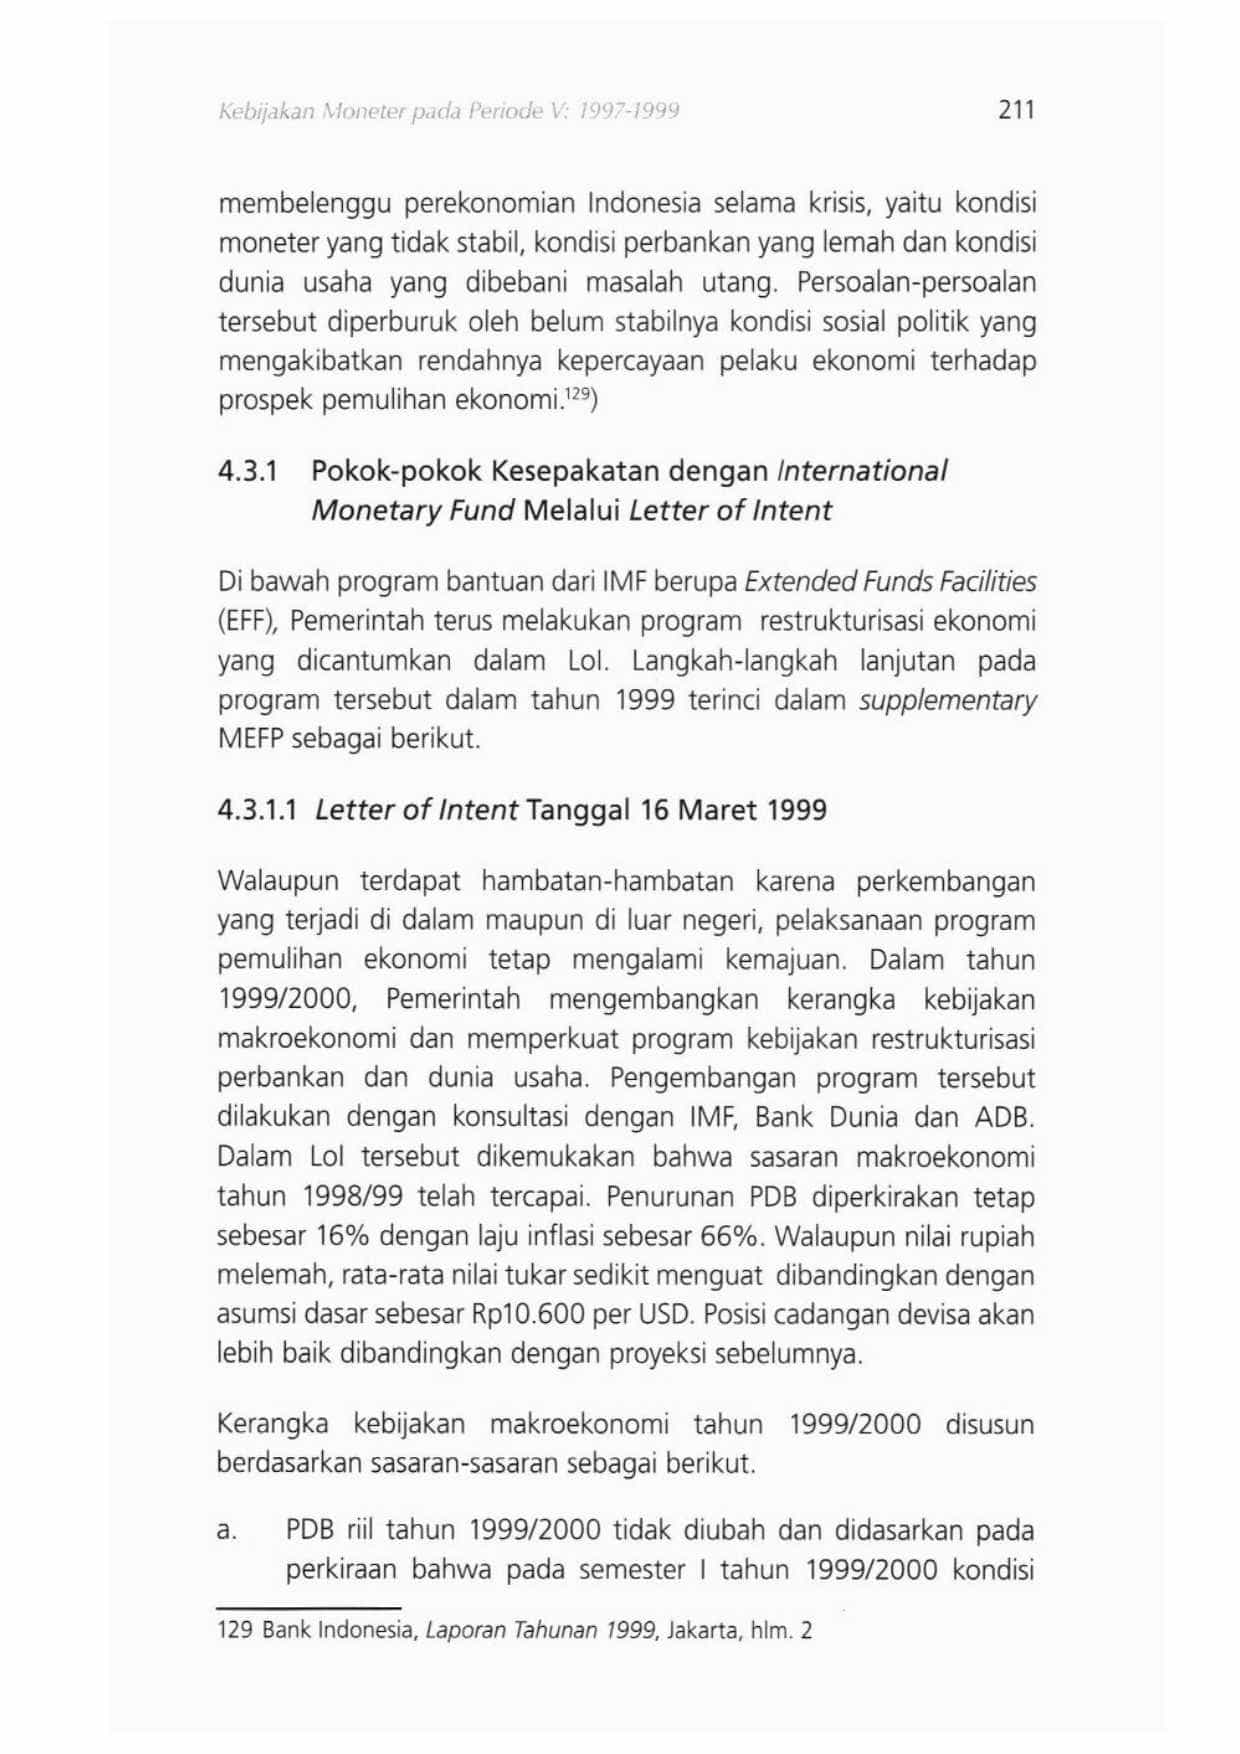 Kebijakan Moneter pada Periode V: 1997-1999 211
membelenggu perekonomian Indonesia selama krisis, yaitu kondisi
moneter yang tidak stabil, kondisi perbankan yang lemah dan kondisi
dunia usaha yang dibebani masalah utang. Persoalan-persoalan
tersebut diperburuk oleh belum stabilnya kondisi sosial politik yang
mengakibatkan rendahnya kepercayaan pelaku ekonomi terhadap
prospek pemulihan ekonomi.¹²⁹)
4.3.1 Pokok-pokok Kesepakatan dengan International
Monetary Fund Melalui Letter of Intent
Di bawah program bantuan dari IMF berupa Extended Funds Facilities
(EFF), Pemerintah terus melakukan program restrukturisasi ekonomi
yang dicantumkan dalam LoI. Langkah-langkah lanjutan pada
program tersebut dalam tahun 1999 terinci dalam supplementary
MEFP sebagai berikut.
4.3.1.1 Letter of Intent Tanggal 16 Maret 1999
Walaupun terdapat hambatan-hambatan karena perkembangan
yang terjadi di dalam maupun di luar negeri, pelaksanaan program
pemulihan ekonomi tetap mengalami kemajuan. Dalam tahun
1999/2000, Pemerintah mengembangkan kerangka kebijakan
makroekonomi dan memperkuat program kebijakan restrukturisasi
perbankan dan dunia usaha. Pengembangan program tersebut
dilakukan dengan konsultasi dengan IMF, Bank Dunia dan ADB.
Dalam LoI tersebut dikemukakan bahwa sasaran makroekonomi
tahun 1998/99 telah tercapai. Penurunan PDB diperkirakan tetap
sebesar 16% dengan laju inflasi sebesar 66%. Walaupun nilai rupiah
melemah, rata-rata nilai tukar sedikit menguat dibandingkan dengan
asumsi dasar sebesar Rp10.600 per USD. Posisi cadangan devisa akan
lebih baik dibandingkan dengan proyeksi sebelumnya.
Kerangka kebijakan makroekonomi tahun 1999/2000 disusun
berdasarkan sasaran-sasaran sebagai berikut.
a. PDB riil tahun 1999/2000 tidak diubah dan didasarkan pada
perkiraan bahwa pada semester I tahun 1999/2000 kondisi
129 Bank Indonesia, Laporan Tahunan 1999, Jakarta, hlm. 2